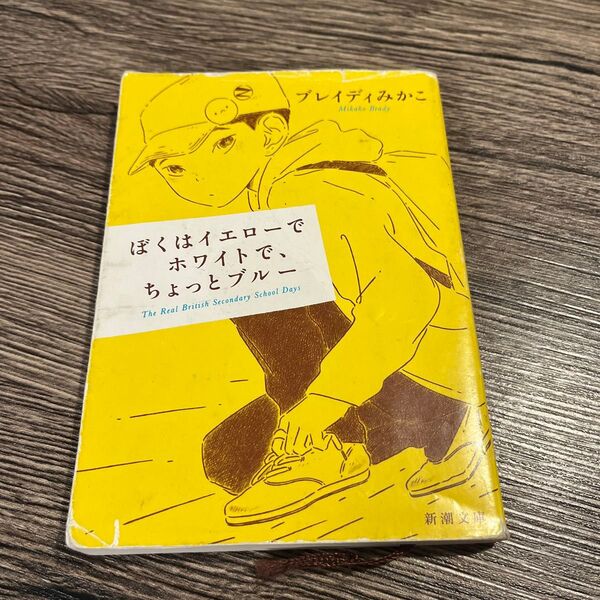 ブレイディみかこ
Mikako Brady
ぼくはイエローで
ホワイトで、
ちょっとブルー
The Real British Secondary School Days
新潮文庫